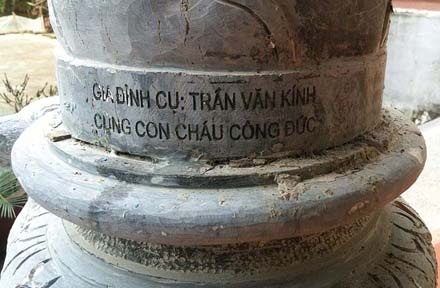 GIA ĐÌNH CỤ: TRẦN VĂN KÍNH
CÙNG CON CHÁU CÔNG ĐỨC